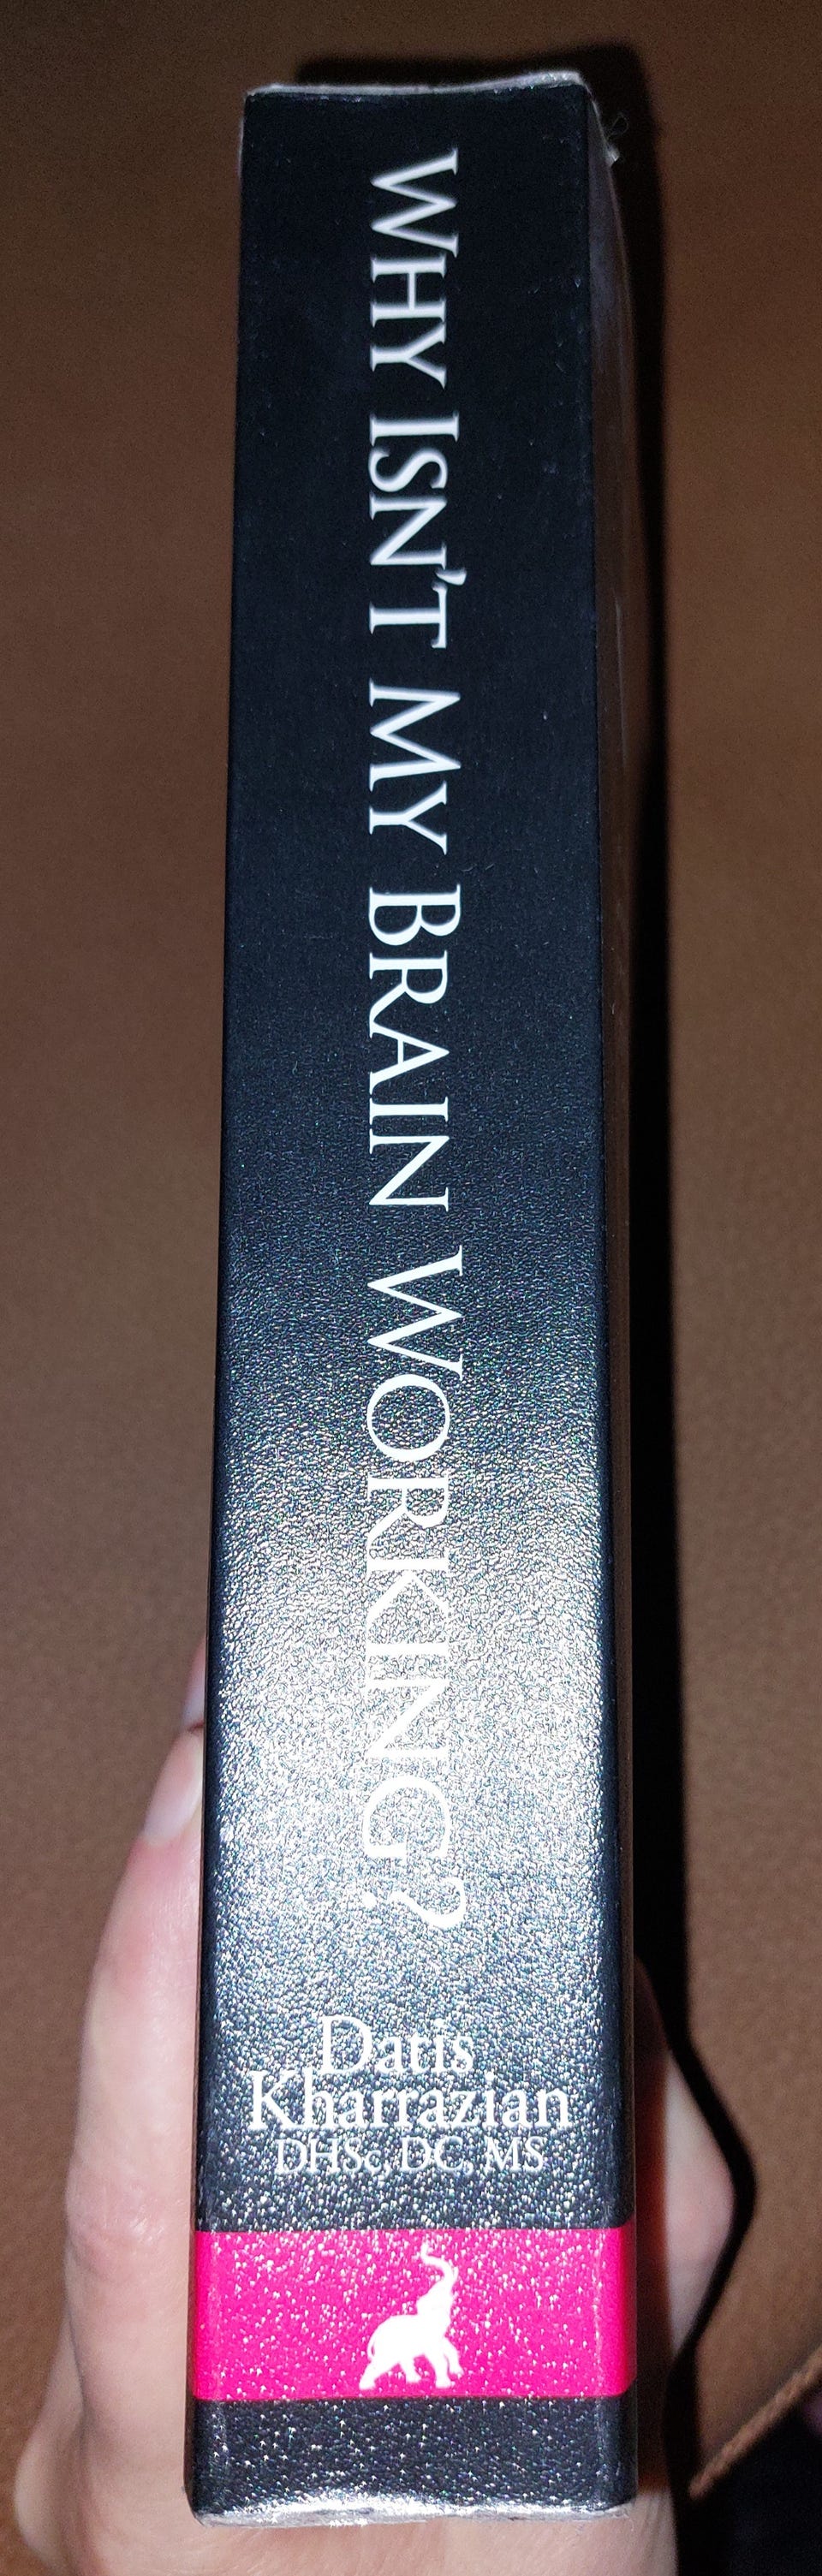 WHY ISN'T MY BRAIN WORKING?
Datis
Kharrazian
DHSc, DC, MS